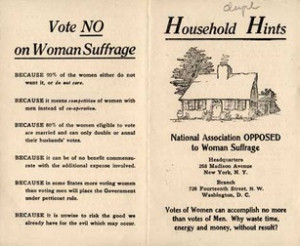 Vote NO
on Woman Suffrage
BECAUSE 90% of the women either do not
want it, or do not care.
BECAUSE it means competition of women with
men instead of co-operation.
BECAUSE 80% of the women eligible to vote
are married and can only double or annul
their husbands' votes.
BECAUSE it can be of no benefit commensu-
rate with the additional expense involved.
BECAUSE in some States more voting women
than voting men will place the Government
under petticoat rule.
BECAUSE it is unwise to risk the good we
already have for the evil which may occur.
Household Hints
National Association OPPOSED
to Woman Suffrage
Headquarters
268 Madison Avenue
New York, N. Y.
Branch
726 Fourteenth Street, N. W.
Washington, D. C.
Votes of Women can accomplish no more
than votes of Men. Why waste time,
energy and money, without result?